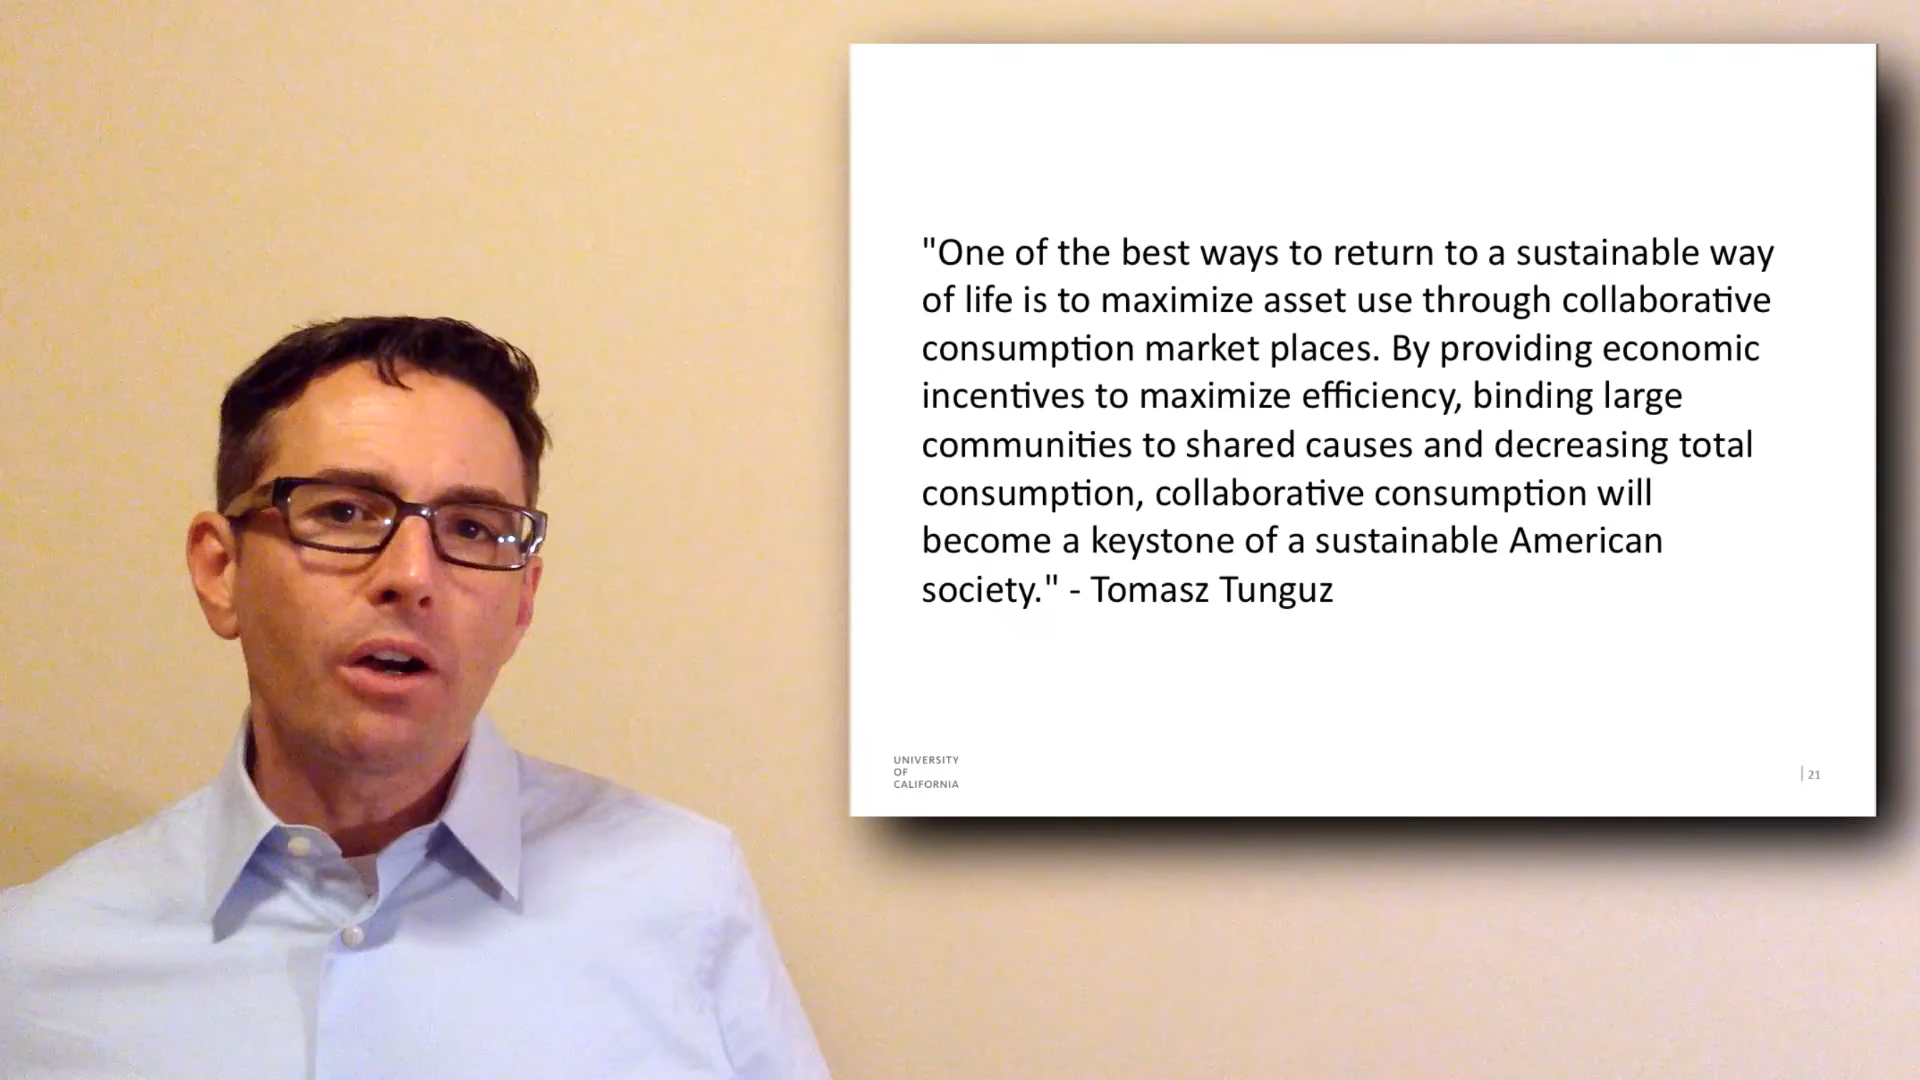 "One of the best ways to return to a sustainable way
of life is to maximize asset use through collaborative
consumption market places. By providing economic
incentives to maximize efficiency, binding large
communities to shared causes and decreasing total
consumption, collaborative consumption will
become a keystone of a sustainable American
society." - Tomasz Tunguz
UNIVERSITY
OF
CALIFORNIA
21